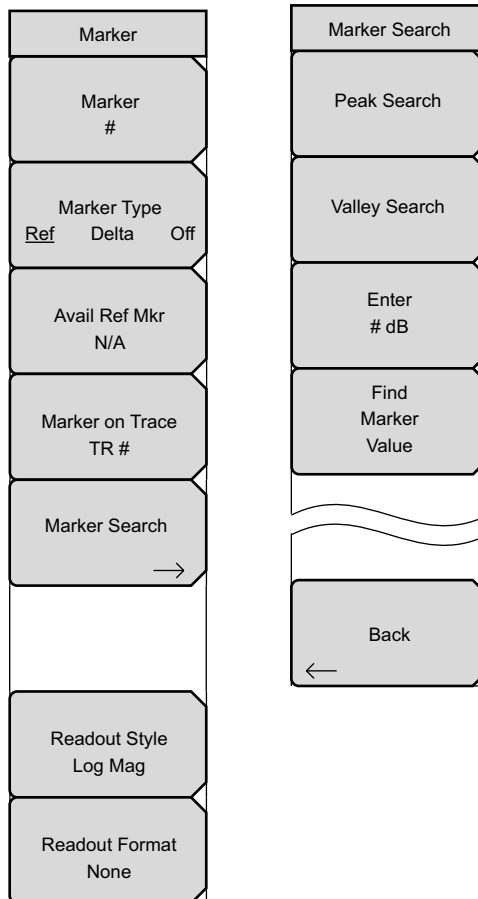 Marker
Marker
#
Marker Type
Ref Delta Off
Avail Ref Mkr
N/A
Marker on Trace
TR #
Marker Search
Readout Style
Log Mag
Readout Format
None
Marker Search
Peak Search
Valley Search
Enter
# dB
Find
Marker
Value
Back